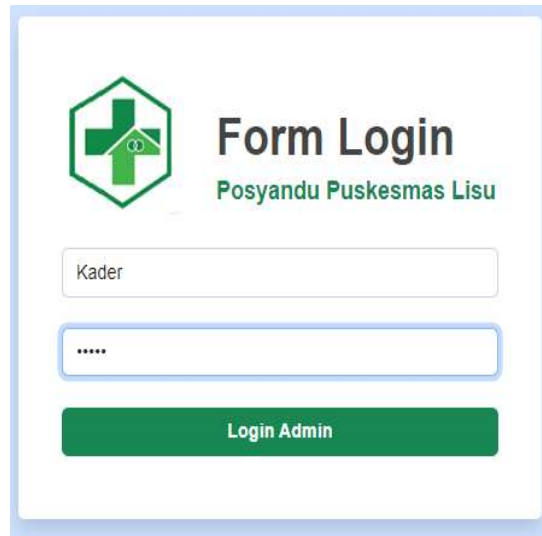 Form Login
Posyandu Puskesmas Lisu
Kader
•••••
Login Admin